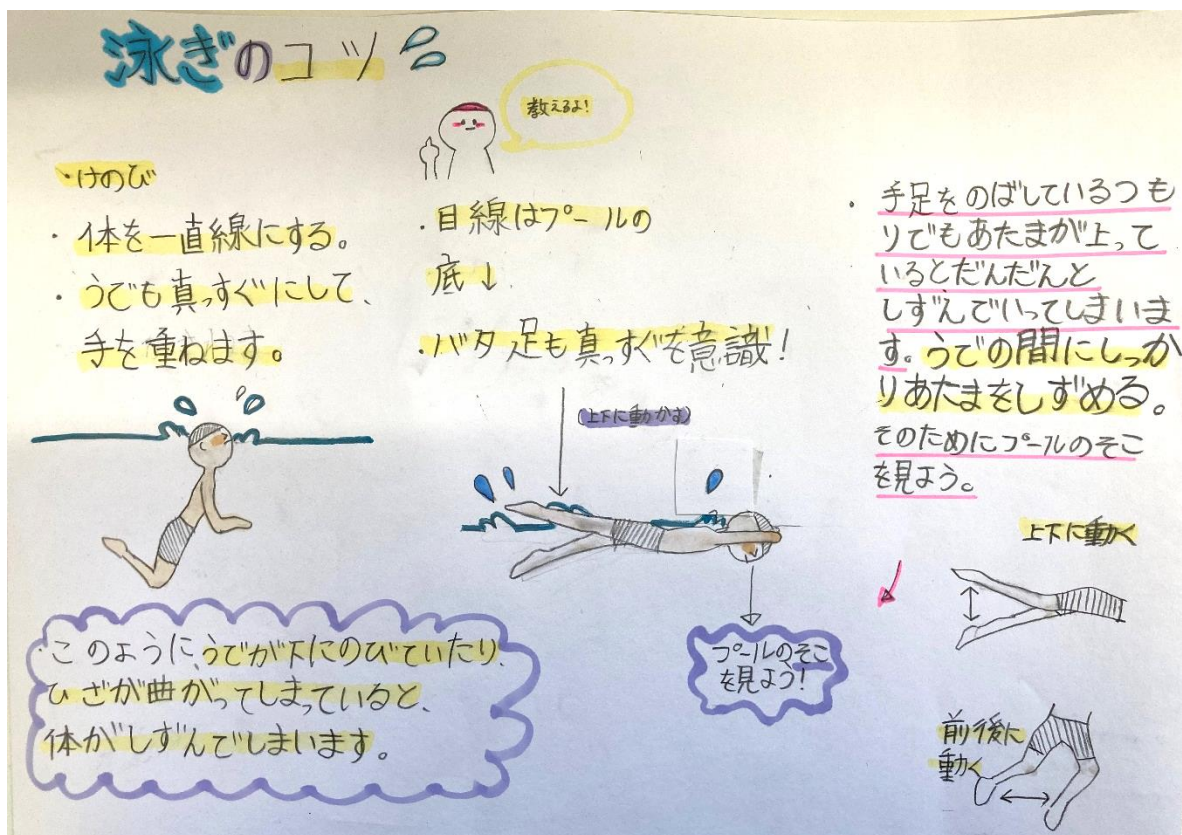 泳ぎのコツ
教えるよ!
・けのび
・体を一直線にする。
・うでも真っすぐにして、
手を重ねます。
・目線はプールの
底↓
・バタ足も真っすぐを意識!
(上下に動かす)
プールのそこ
を見よう!
・このように、うでが下にのびていたり、
ひざが曲がってしまっていると、
体がしずんでしまいます。
・手足をのばしているつも
りでもあたまが上って
いるとだんだんと
しずんでいってしまいま
す。うでの間にしっか
りあたまをしずめる。
そのためにプールのそこ
を見よう。
上下に動く
前後に
動く